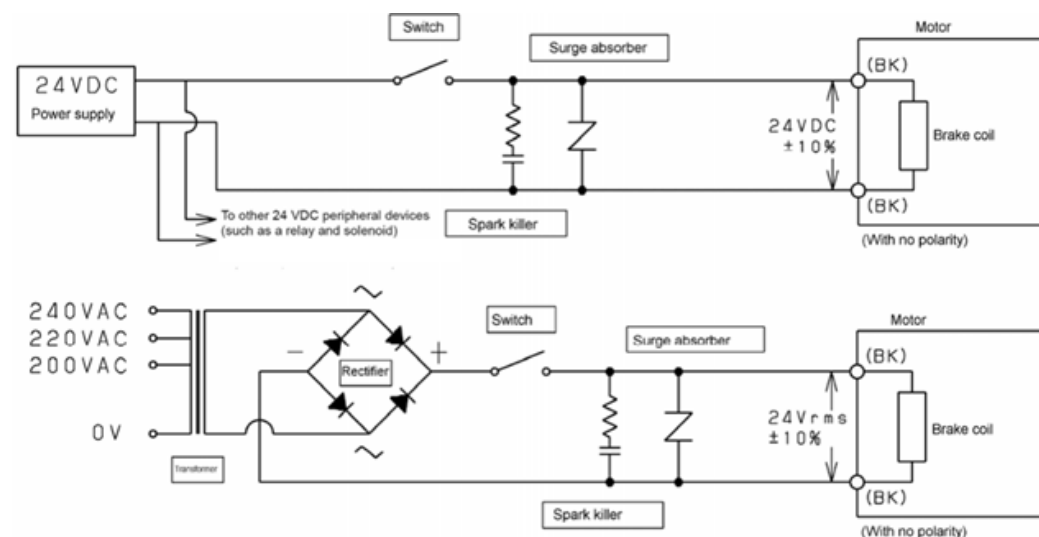 Switch
Motor
Surge absorber
(BK)
24VDC
Power supply
24VDC
±10%
Brake coil
To other 24 VDC peripheral devices
(such as a relay and solenoid)
Spark killer
(BK)
(With no polarity)
240VAC
220VAC
200VAC
0V
Transformer
~
−
Rectifier
+
~
Switch
Surge absorber
Motor
(BK)
24Vrms
±10%
Brake coil
Spark killer
(BK)
(With no polarity)